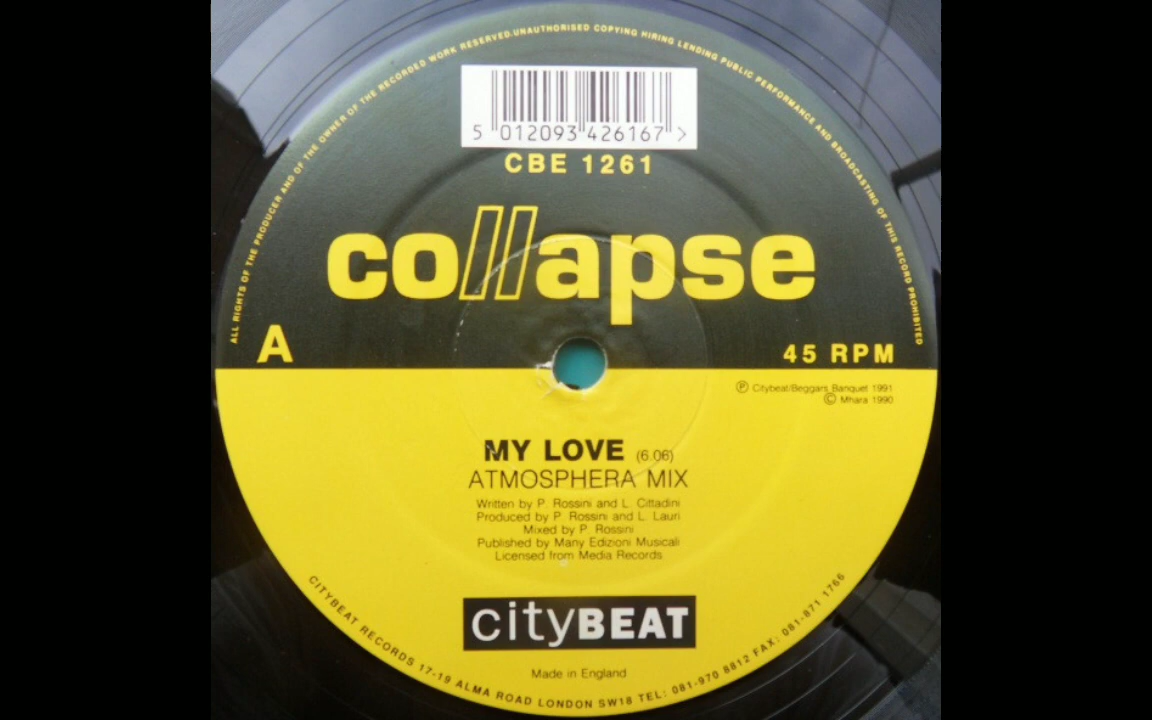 ALL RIGHTS OF THE PRODUCER AND OF THE OWNER OF THE RECORDED WORK RESERVED.UNAUTHORISED COPYING HIRING LENDING PUBLIC PERFORMANCE AND BROADCASTING OF THIS RECORD PROHIBITED
5 012093 426167 >
CBE 1261
collapse
A
45 RPM
Ⓟ Citybeat/Beggars Banquet 1991
© Mhara 1990
MY LOVE (6.06)
ATMOSPHERA MIX
Written by P. Rossini and L. Cittadini
Produced by P. Rossini and L. Lauri
Mixed by P. Rossini
Published by Many Edizioni Musicali
Licensed from Media Records
cityBEAT
Made in England
CITYBEAT RECORDS 17-19 ALMA ROAD LONDON SW18 TEL: 081-970 8812 FAX: 081-871 1766